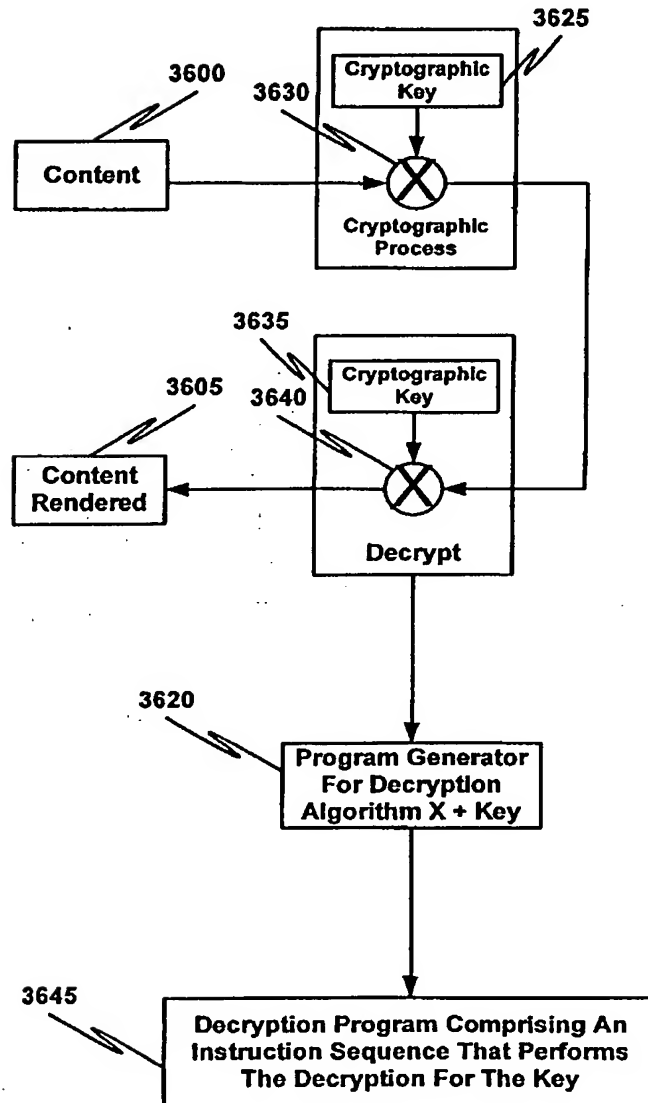 3625
Cryptographic
Key
3600
3630
Content
X
Cryptographic
Process
3635
Cryptographic
Key
3605
3640
Content
Rendered
X
Decrypt
3620
Program Generator
For Decryption
Algorithm X + Key
3645
Decryption Program Comprising An
Instruction Sequence That Performs
The Decryption For The Key